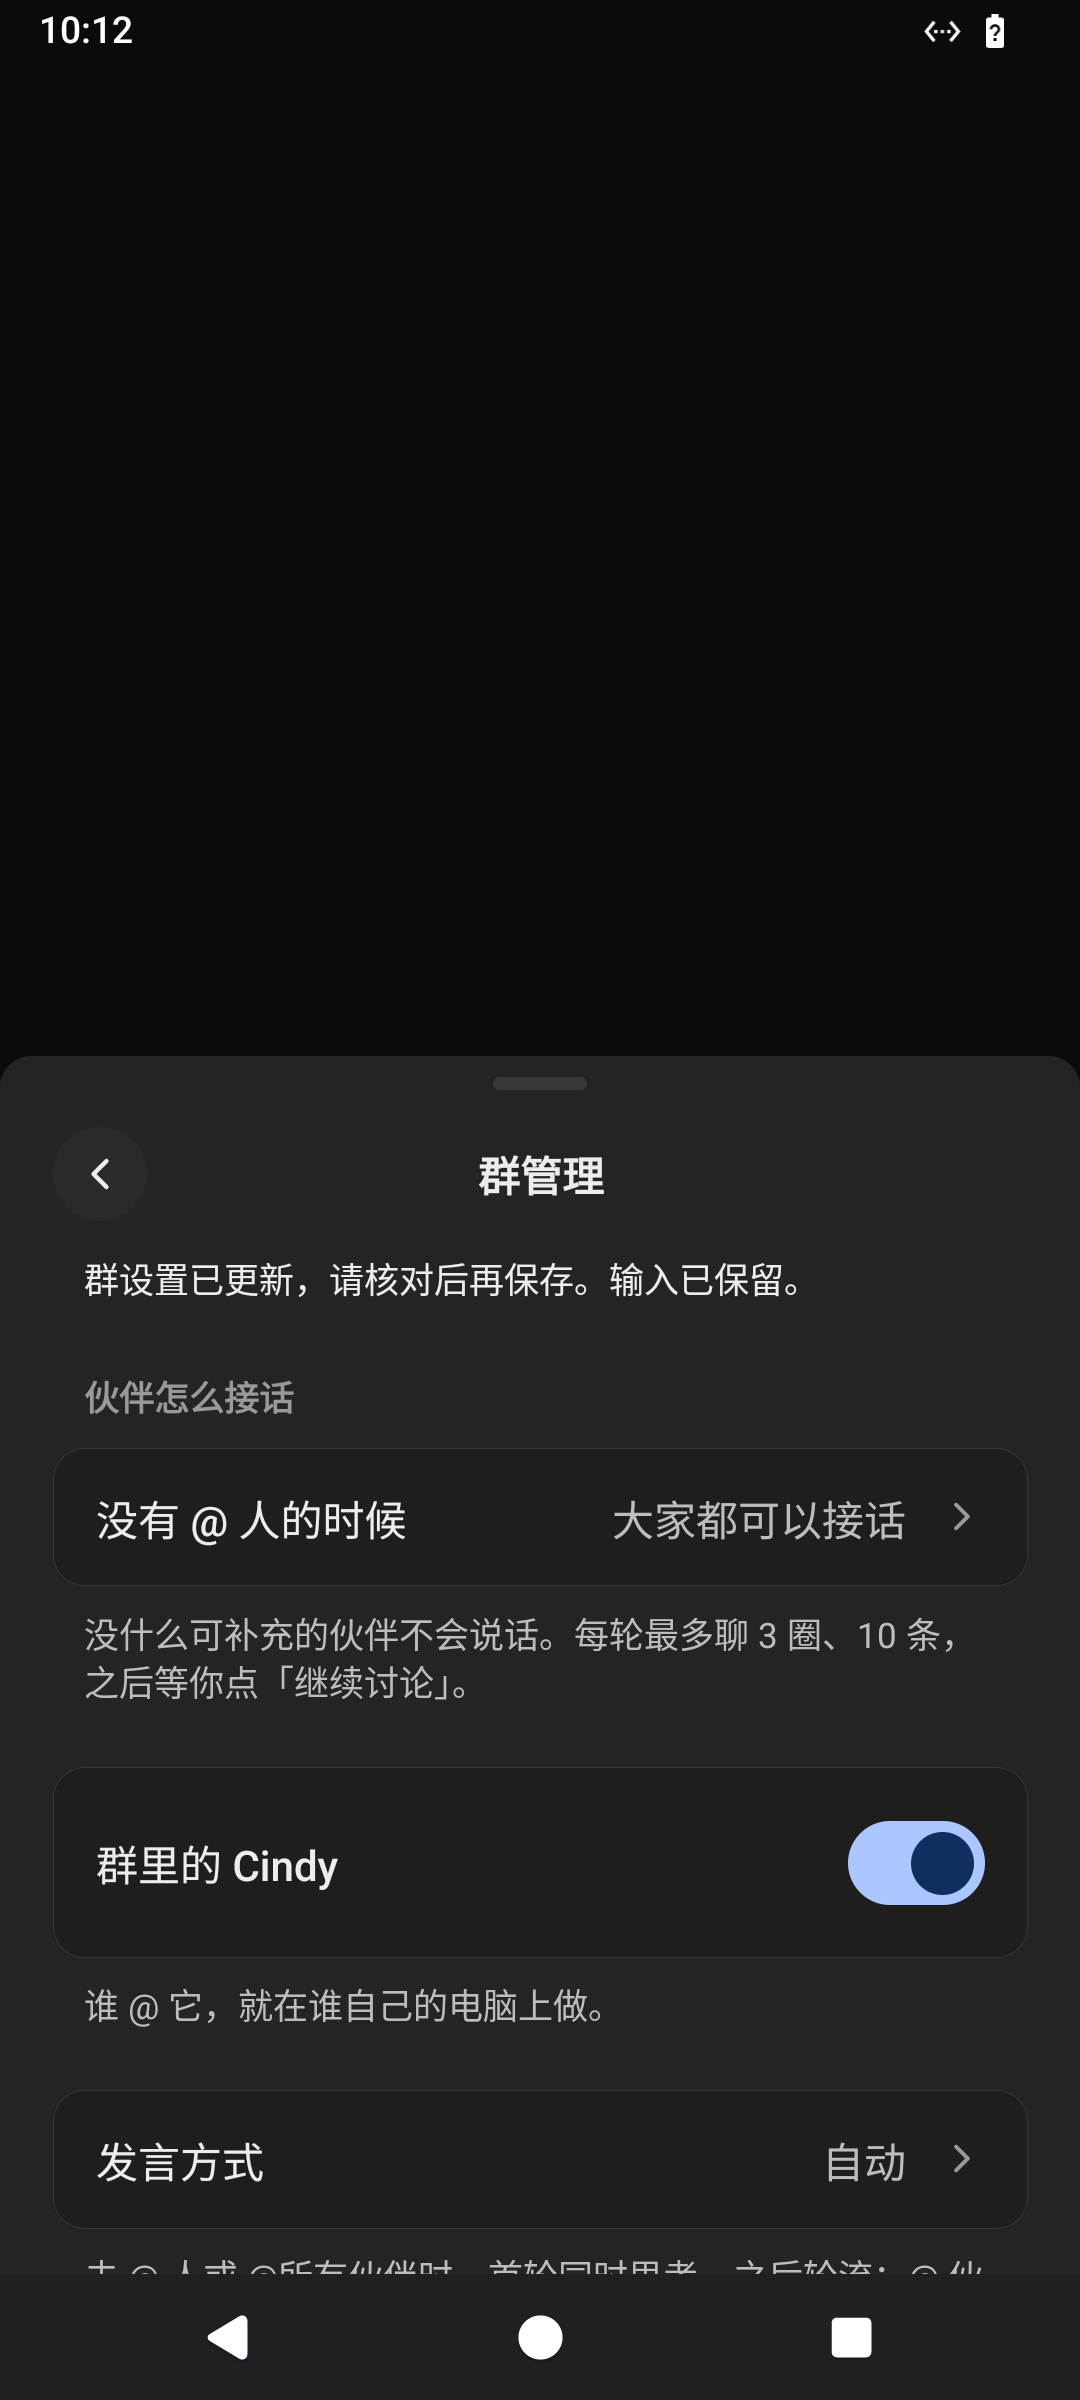 10:12
群管理
群设置已更新，请核对后再保存。输入已保留。
伙伴怎么接话
没有 @ 人的时候 大家都可以接话
没什么可补充的伙伴不会说话。每轮最多聊 3 圈、10 条，
之后等你点「继续讨论」。
群里的 Cindy
谁 @ 它，就在谁自己的电脑上做。
发言方式 自动